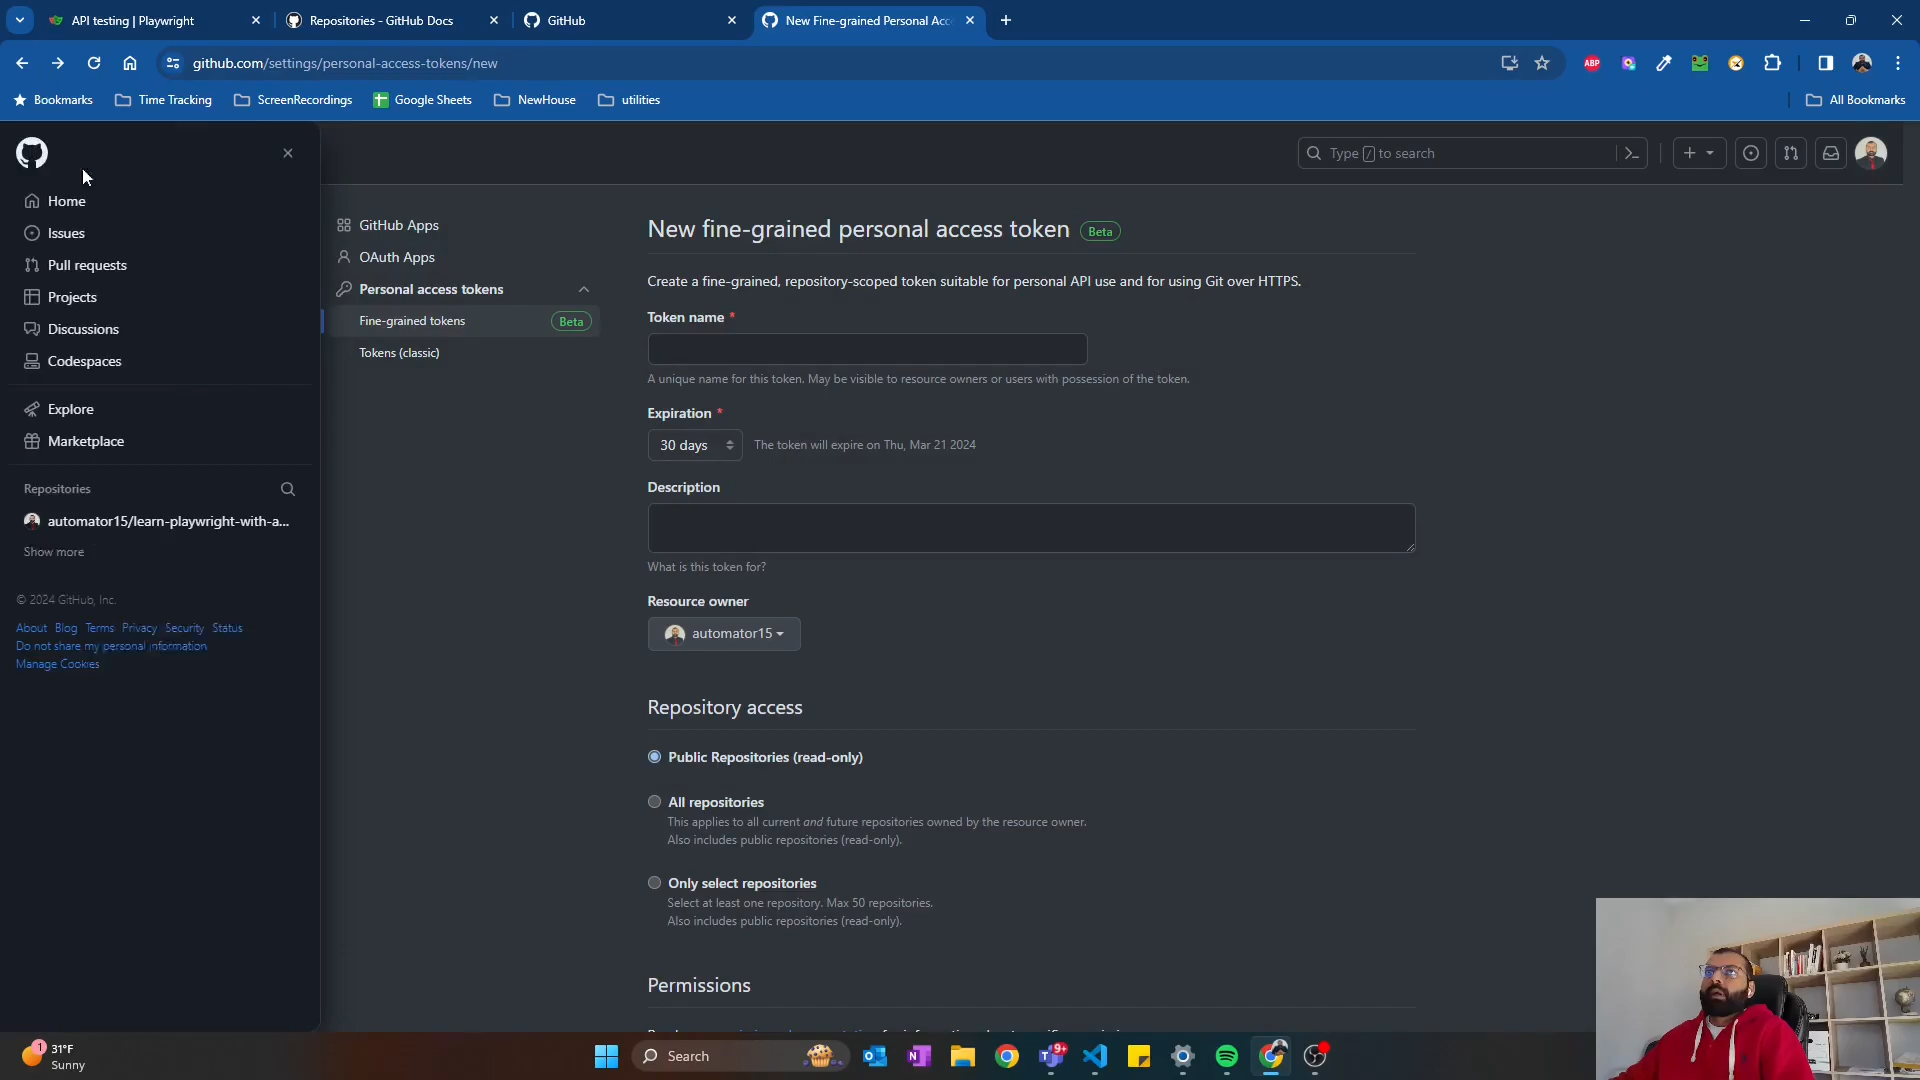 API testing | Playwright
Repositories - GitHub Docs
GitHub
New Fine-grained Personal Acc
github.com/settings/personal-access-tokens/new
ABP
Bookmarks
Time Tracking
ScreenRecordings
Google Sheets
NewHouse
utilities
All Bookmarks
Type / to search
Home
Issues
Pull requests
Projects
Discussions
Codespaces
Explore
Marketplace
Repositories
automator15/learn-playwright-with-a...
Show more
© 2024 GitHub, Inc.
About Blog Terms Privacy Security Status
Do not share my personal information
Manage Cookies
GitHub Apps
OAuth Apps
Personal access tokens
Fine-grained tokens Beta
Tokens (classic)
New fine-grained personal access token Beta
Create a fine-grained, repository-scoped token suitable for personal API use and for using Git over HTTPS.
Token name *
A unique name for this token. May be visible to resource owners or users with possession of the token.
Expiration *
30 days The token will expire on Thu, Mar 21 2024
Description
What is this token for?
Resource owner
automator15
Repository access
Public Repositories (read-only)
All repositories
This applies to all current and future repositories owned by the resource owner.
Also includes public repositories (read-only).
Only select repositories
Select at least one repository. Max 50 repositories.
Also includes public repositories (read-only).
Permissions
1
31°F
Sunny
Search
9+